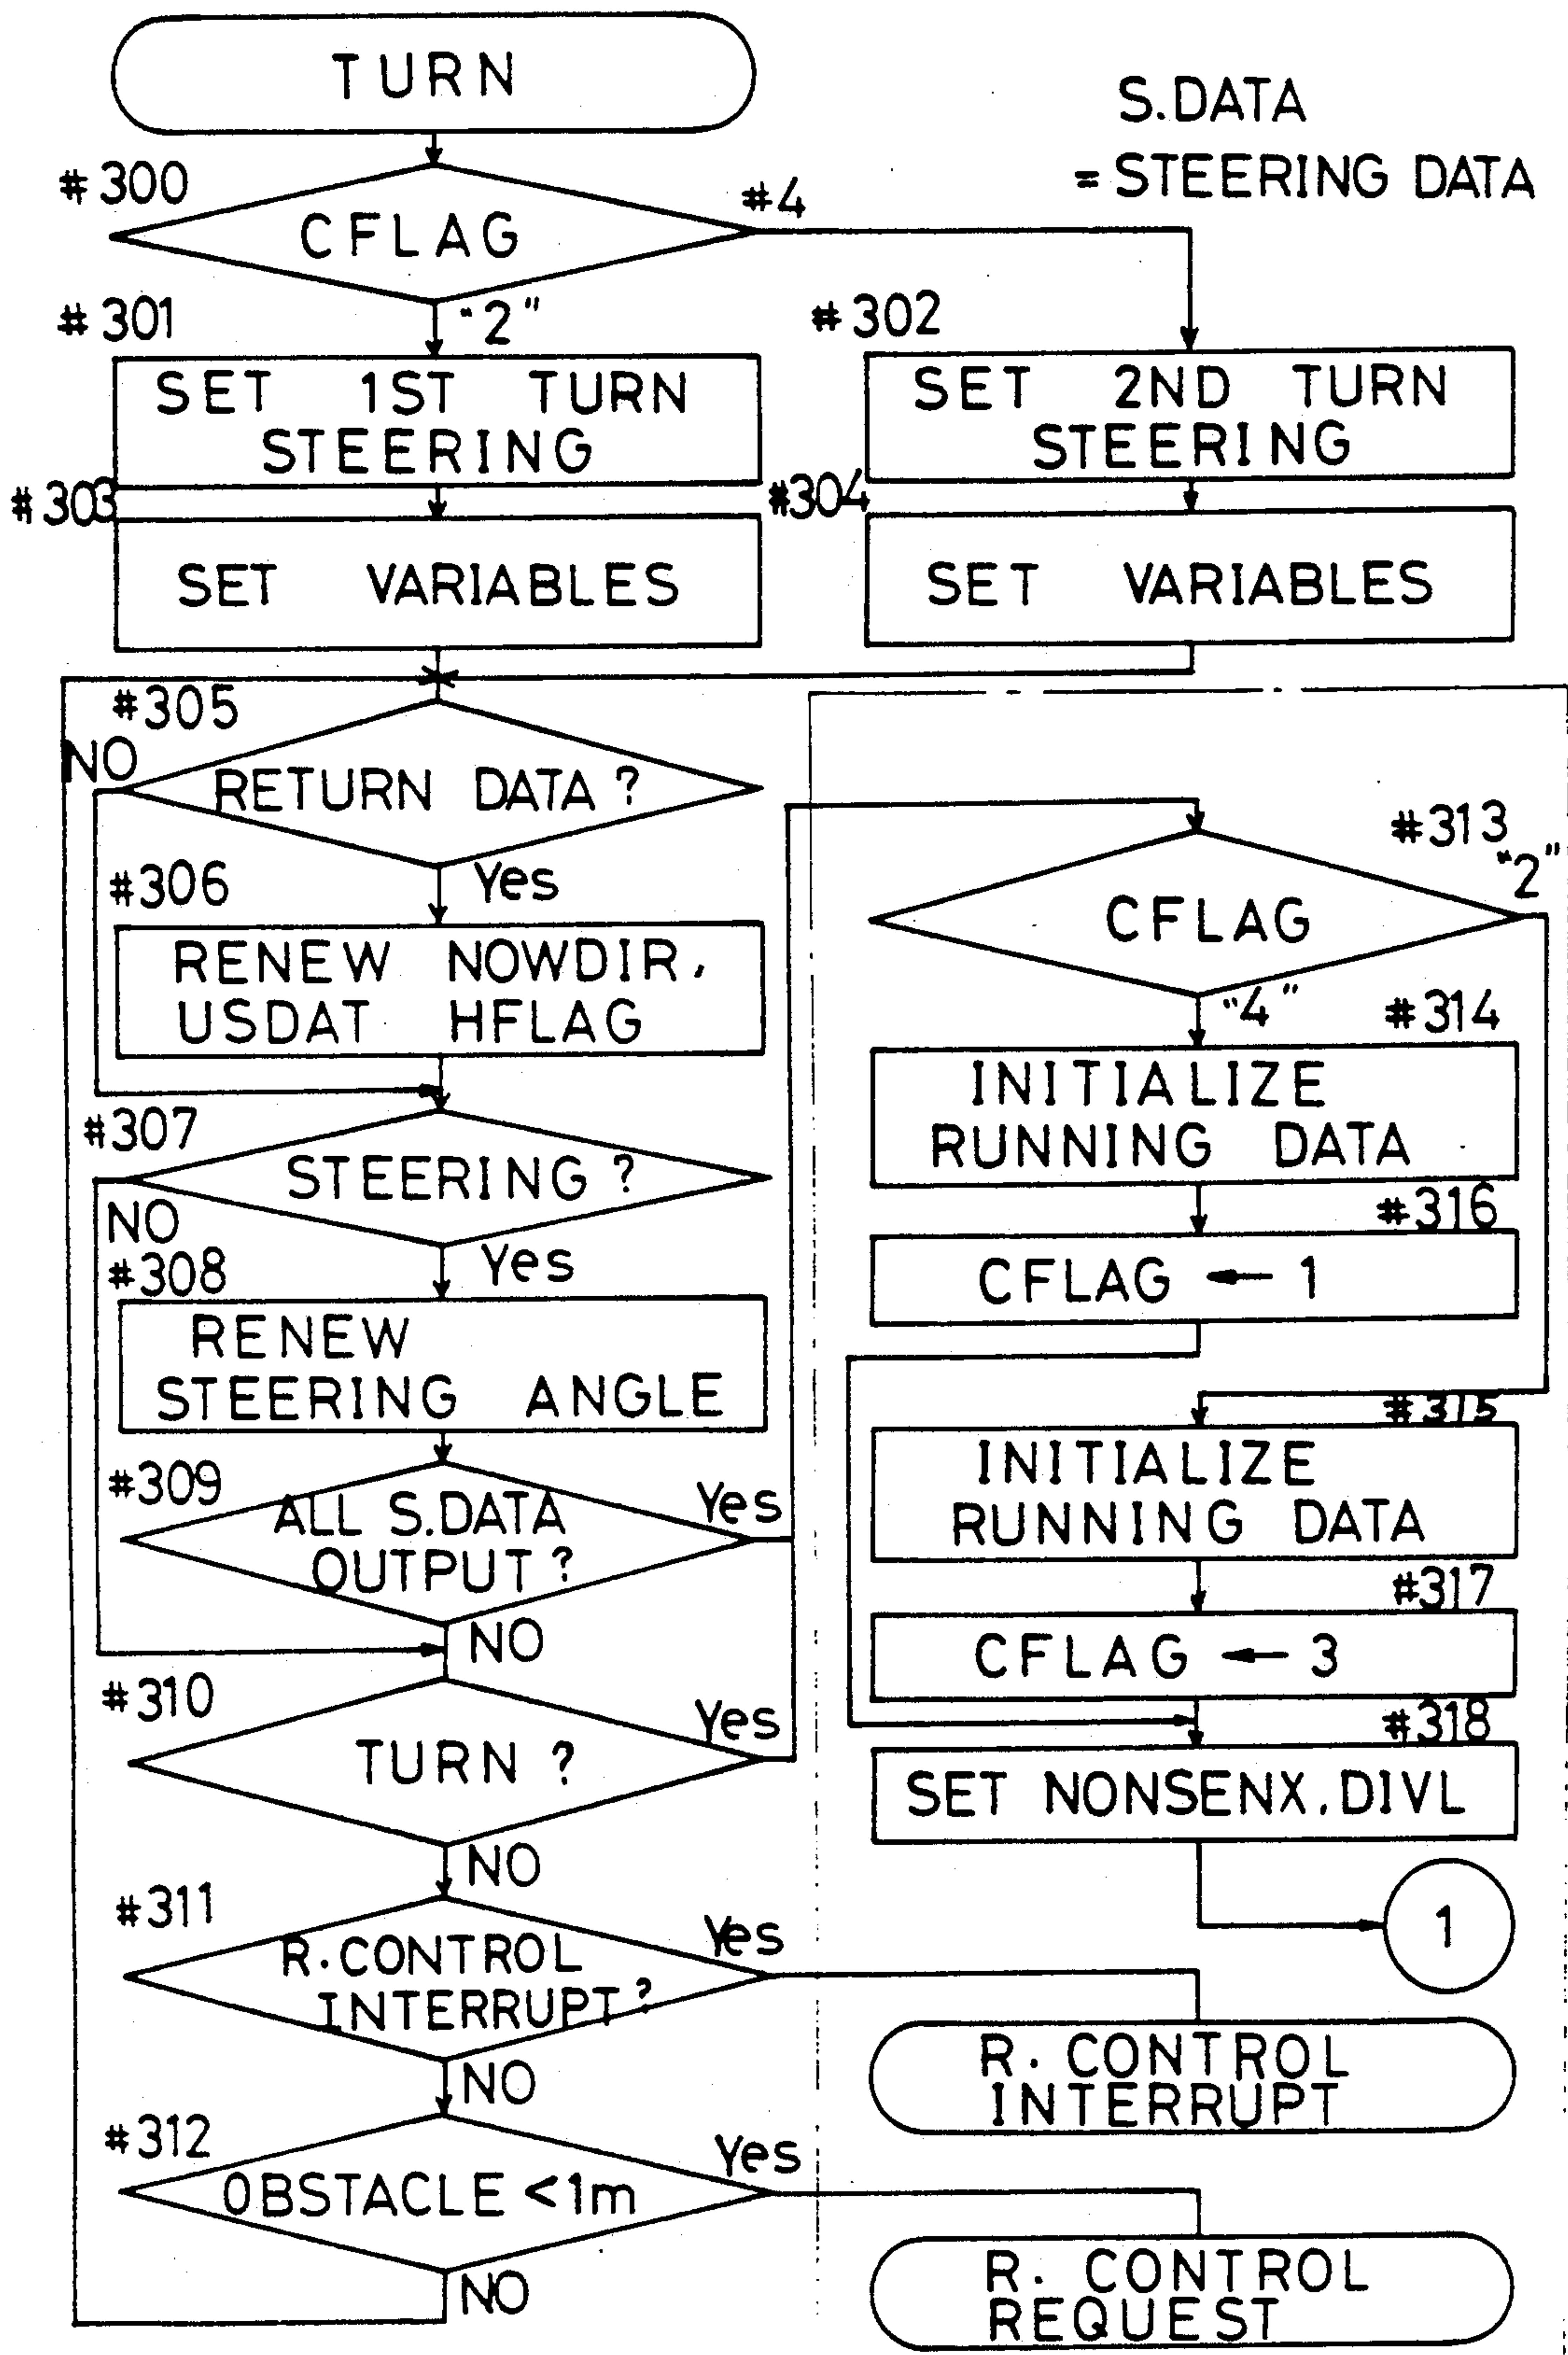 TURN
S.DATA
= STEERING DATA
#300
CFLAG
#4
#301
"2"
#302
SET 1ST TURN
STEERING
SET 2ND TURN
STEERING
#303
#304
SET VARIABLES
SET VARIABLES
#305
NO
RETURN DATA ?
#306
Yes
RENEW NOWDIR,
USDAT HFLAG
#307
STEERING ?
NO
#308
Yes
RENEW
STEERING ANGLE
#309
ALL S.DATA
OUTPUT ?
Yes
NO
#310
Yes
TURN ?
NO
#311
R.CONTROL
INTERRUPT ?
Yes
NO
#312
Yes
OBSTACLE <1m
NO
#313
"2"
CFLAG
"4"
#314
INITIALIZE
RUNNING DATA
#316
CFLAG ← 1
#315
INITIALIZE
RUNNING DATA
#317
CFLAG ← 3
#318
SET NONSENX, DIVL
1
R. CONTROL
INTERRUPT
R. CONTROL
REQUEST